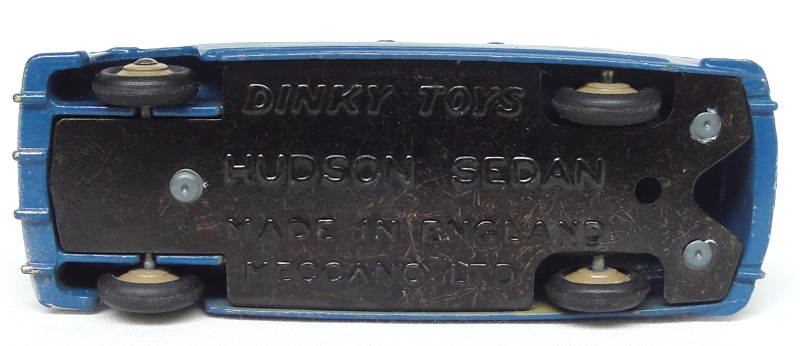 DINKY TOYS
HUDSON SEDAN
MADE IN ENGLAND
MECCANO LTD